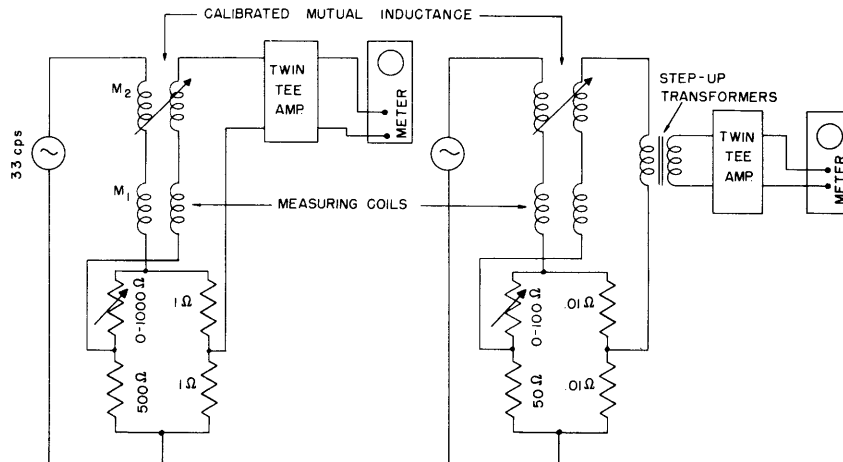 CALIBRATED MUTUAL INDUCTANCE
M2
TWIN
TEE
AMP.
METER
33 cps
M1
MEASURING COILS
0-1000 Ω
1 Ω
500 Ω
1 Ω
STEP-UP
TRANSFORMERS
TWIN
TEE
AMP.
METER
0-100 Ω
.01 Ω
50 Ω
.01 Ω